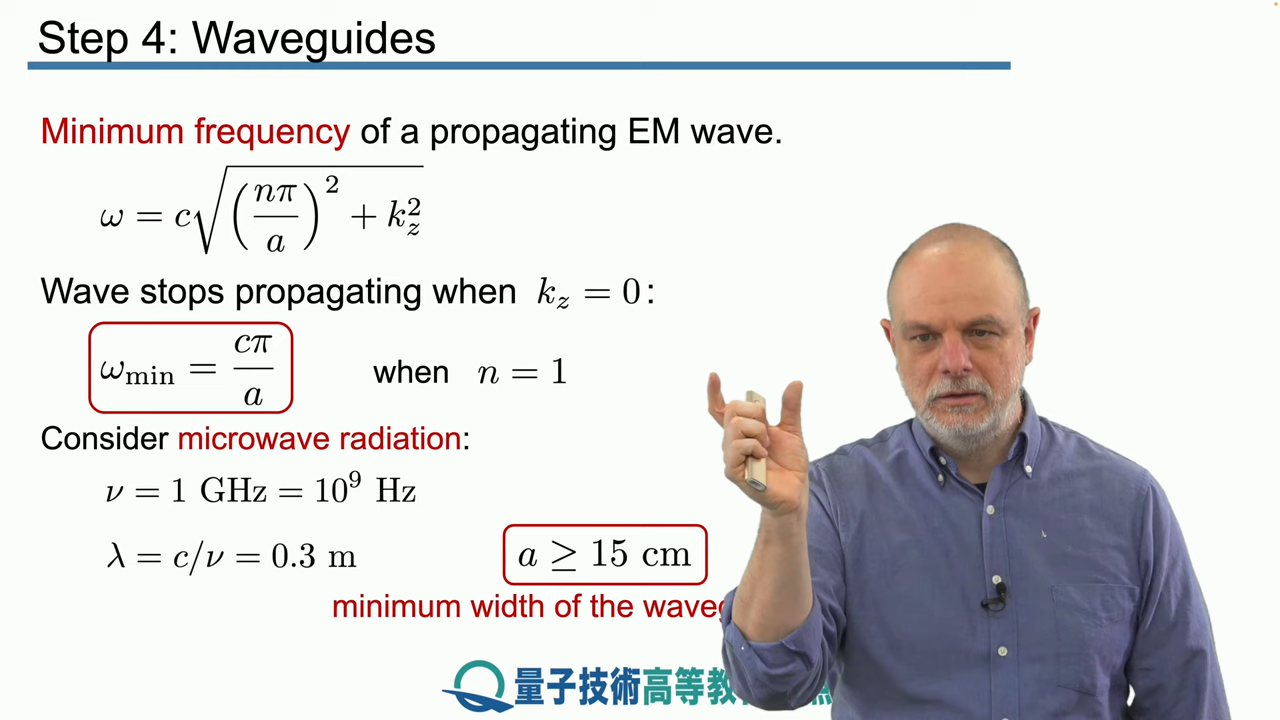 Step 4: Waveguides
Minimum frequency of a propagating EM wave.
ω = c√((nπ/a)² + k_z²)
Wave stops propagating when k_z = 0:
ω_min = cπ/a when n = 1
Consider microwave radiation:
ν = 1 GHz = 10⁹ Hz
λ = c/ν = 0.3 m
a ≥ 15 cm
minimum width of the
量子技術高等教